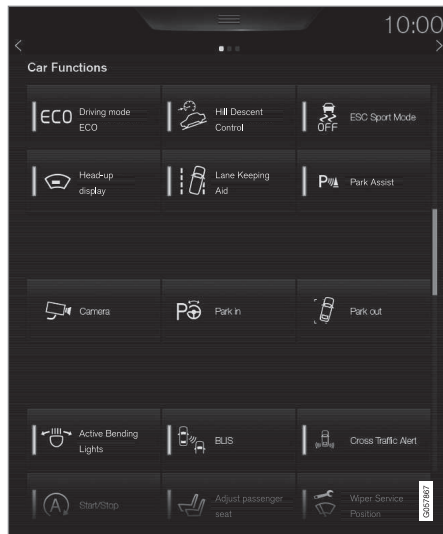 10:00
Car Functions
ECO
Driving mode
ECO
Hill Descent
Control
OFF
ESC Sport Mode
Head-up
display
Lane Keeping
Aid
P
Park Assist
Camera
P
Park in
Park out
Active Bending
Lights
BLIS
Cross Traffic Alert
A
Start/Stop
Adjust passenger
seat
Wiper Service
Position
G057867